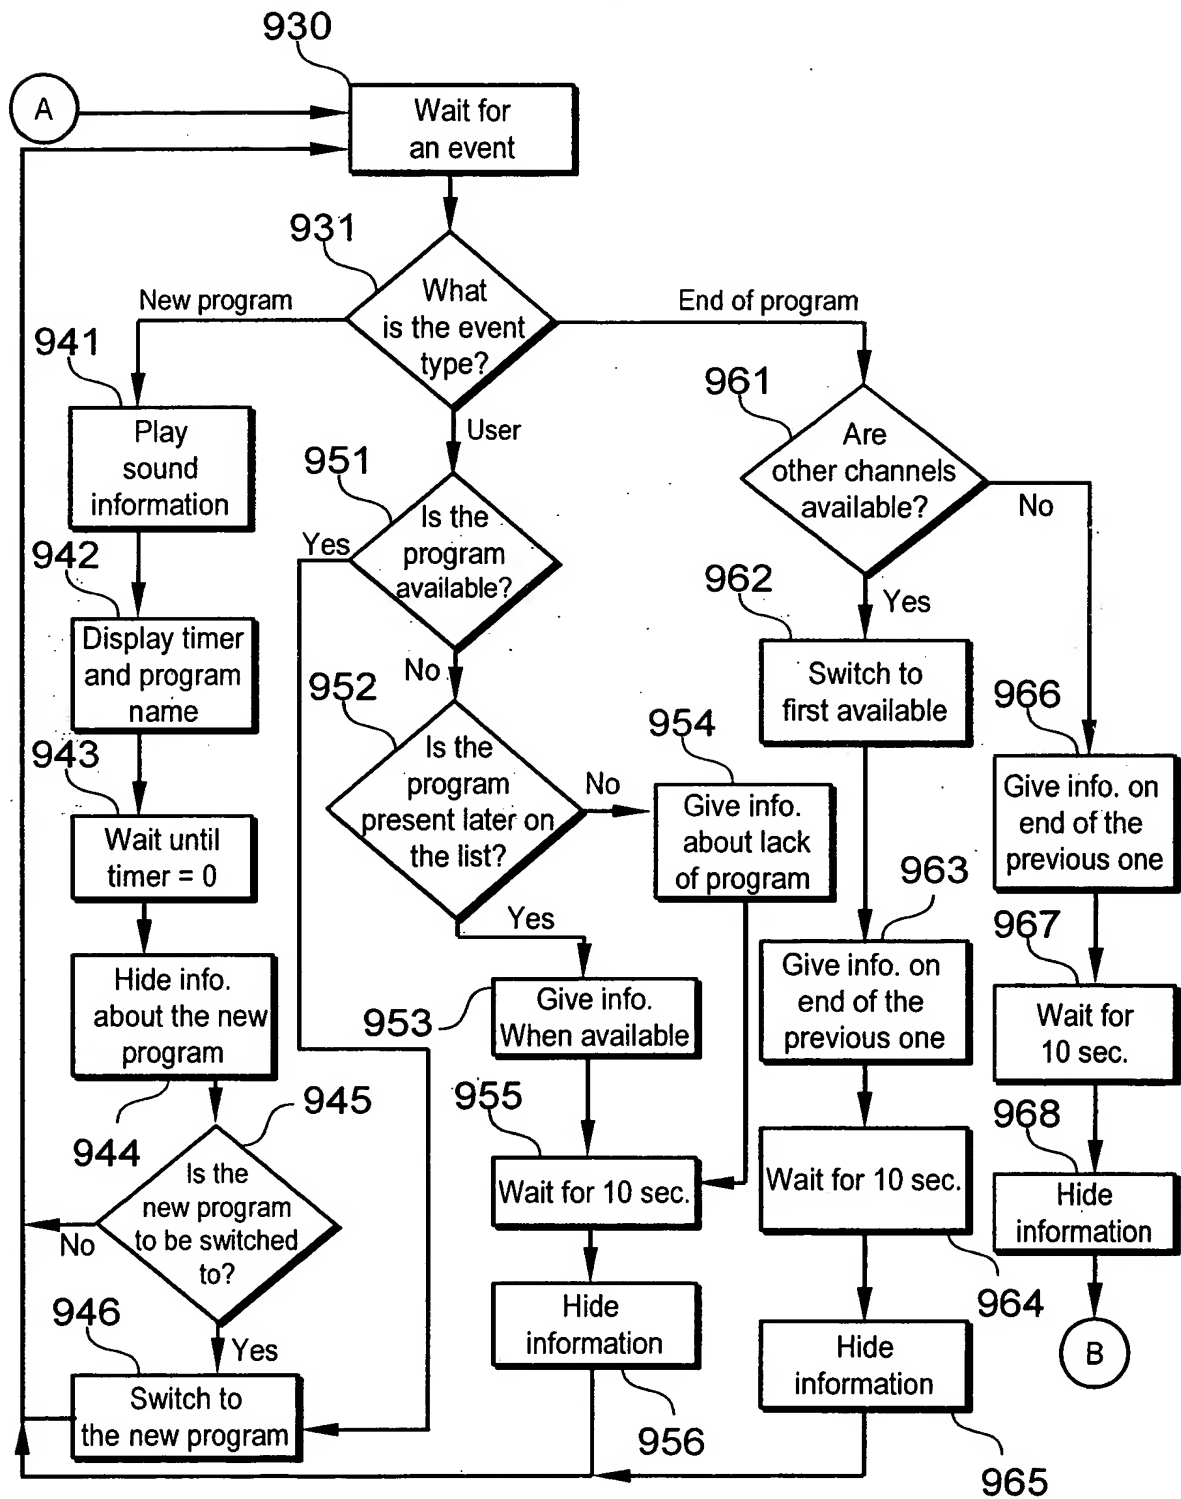 930
A
Wait for
an event
931
What
is the event
type?
New program
End of program
User
941
Play
sound
information
942
Display timer
and program
name
943
Wait until
timer = 0
Hide info.
about the new
program
944
945
Is the
new program
to be switched
to?
No
Yes
946
Switch to
the new program
951
Is the
program
available?
Yes
No
952
Is the
program
present later on
the list?
No
Yes
954
Give info.
about lack
of program
953
Give info.
When available
955
Wait for 10 sec.
Hide
information
956
961
Are
other channels
available?
No
Yes
962
Switch to
first available
963
Give info. on
end of the
previous one
Wait for 10 sec.
964
Hide
information
965
966
Give info. on
end of the
previous one
967
Wait for
10 sec.
968
Hide
information
B